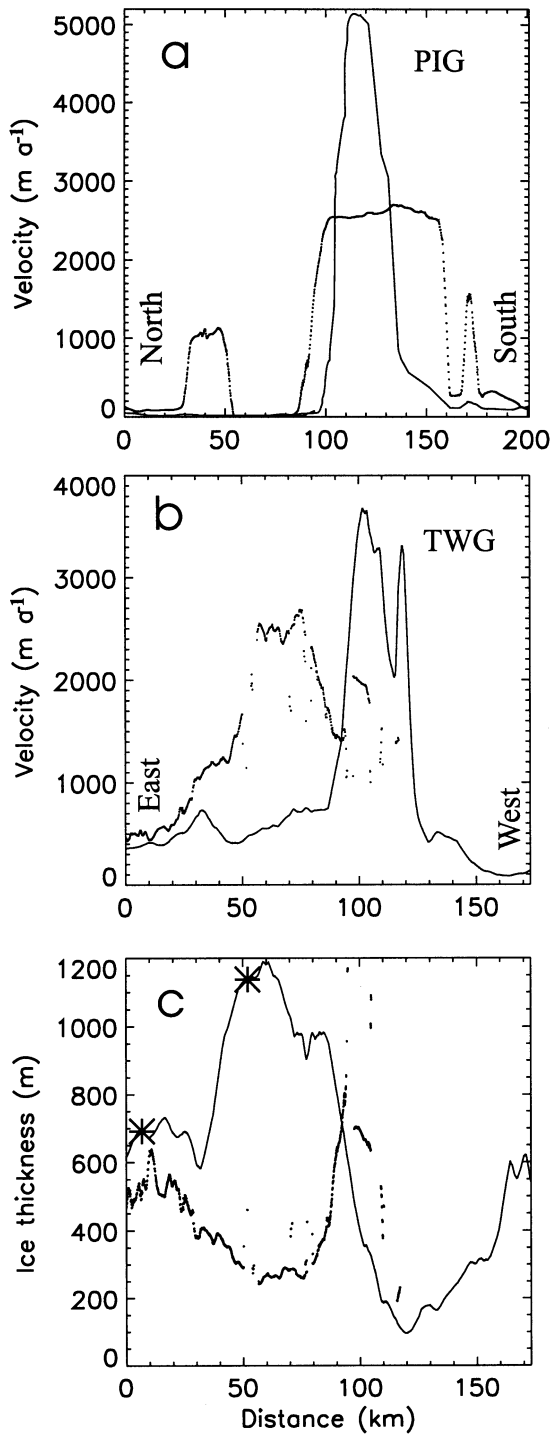 a
PIG
5000
4000
3000
2000
1000
0
Velocity (m a-1)
North
South
0 50 100 150 200
b
TWG
4000
3000
2000
1000
0
Velocity (m a-1)
East
West
0 50 100 150
c
1200
1000
800
600
400
200
0
Ice thickness (m)
0 50 100 150
Distance (km)